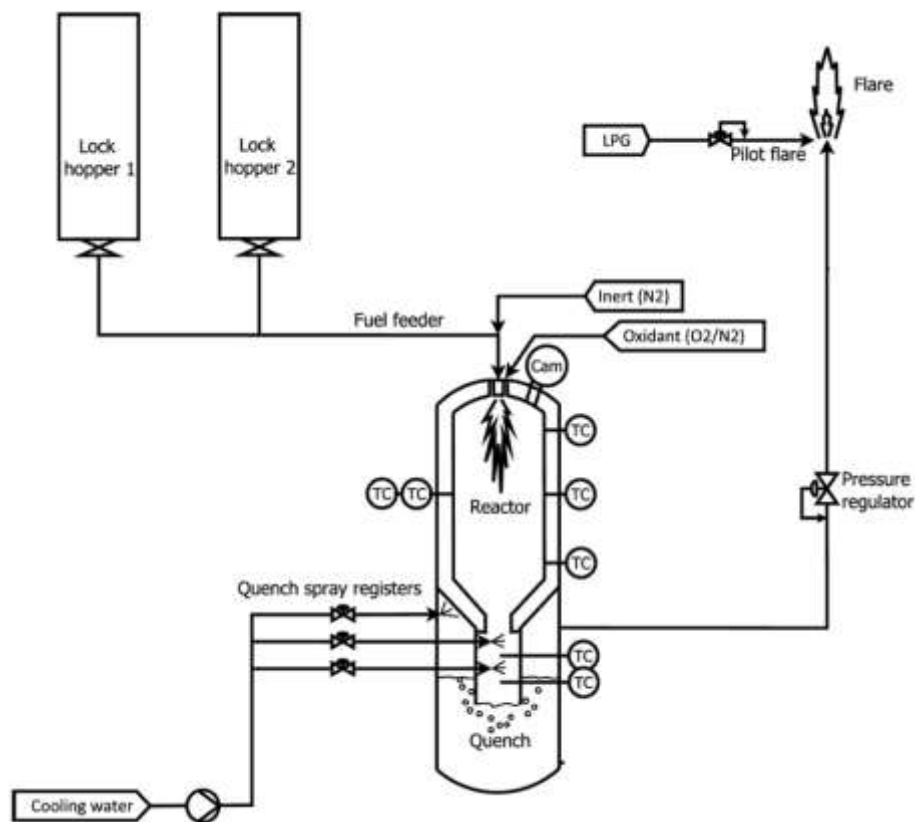 Lock
hopper 1
Lock
hopper 2
Flare
LPG
Pilot flare
Inert (N2)
Fuel feeder
Oxidant (O2/N2)
Cam
TC
TC
TC
TC
Reactor
Pressure
regulator
TC
Quench spray registers
TC
TC
Quench
Cooling water